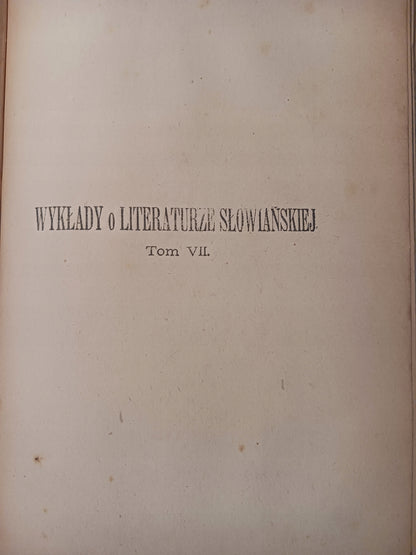 WYKŁADY o LITERATURZE SŁOWIAŃSKIEJ
Tom VII.